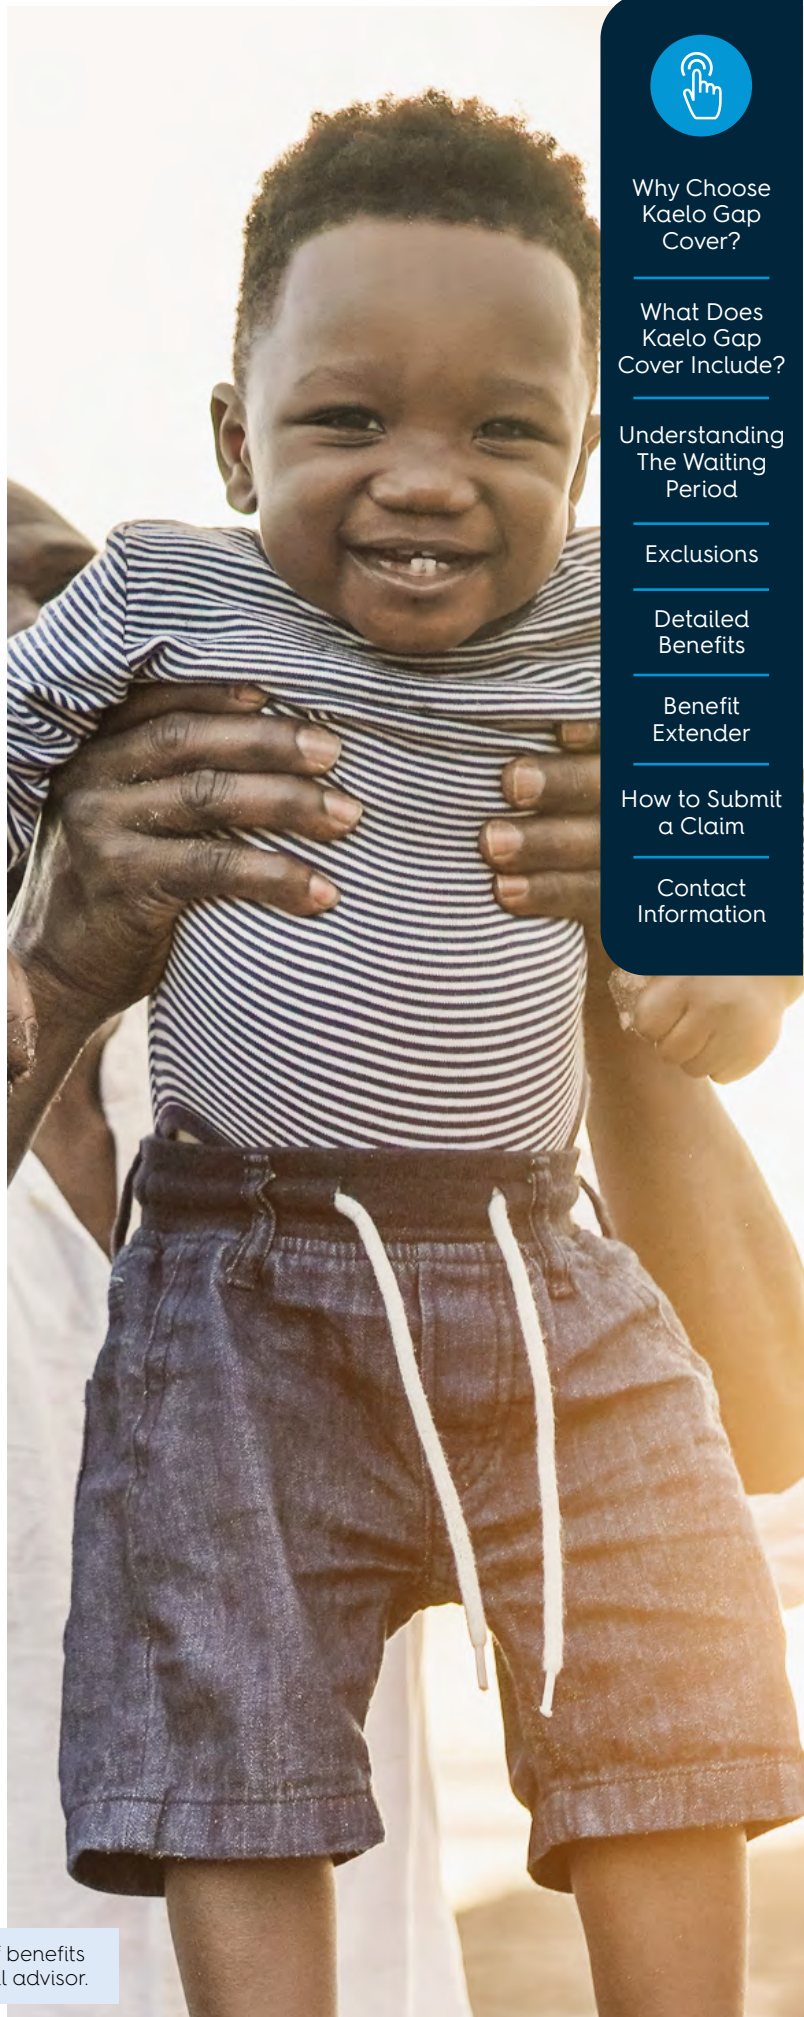 Why Choose
Kaelo Gap
Cover?
What Does
Kaelo Gap
Cover Include?
Understanding
The Waiting
Period
Exclusions
Detailed
Benefits
Benefit
Extender
How to Submit
a Claim
Contact
Information
benefits
advisor.